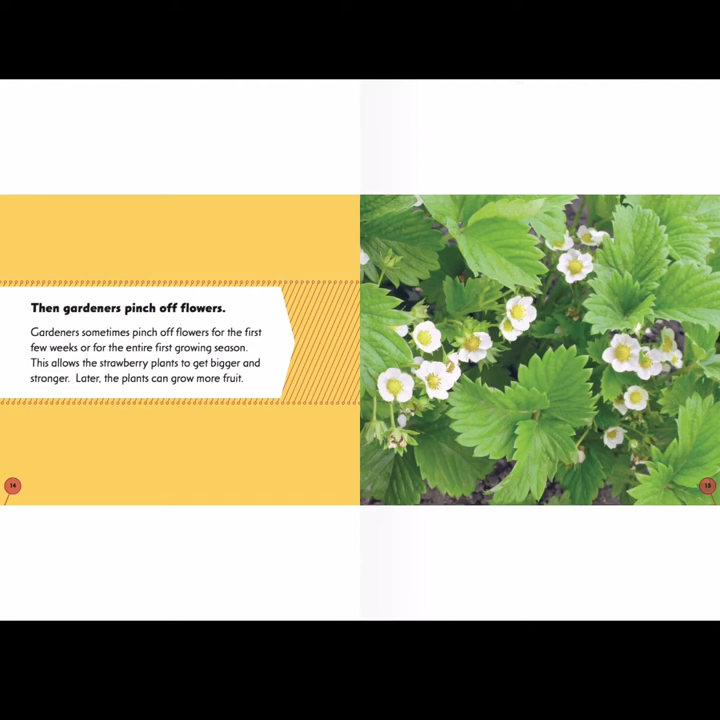 Then gardeners pinch off flowers.
Gardeners sometimes pinch off flowers for the first
few weeks or for the entire first growing season.
This allows the strawberry plants to get bigger and
stronger. Later, the plants can grow more fruit.
14
15